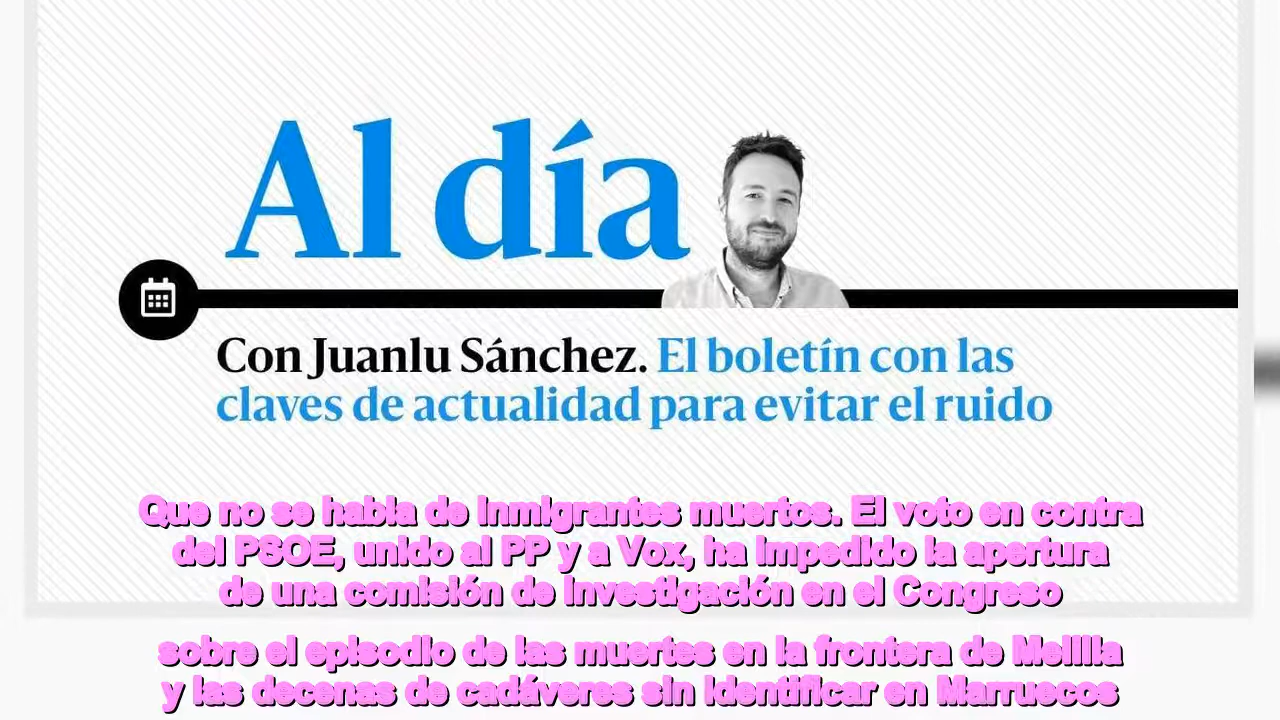 Al día
Con Juanlu Sánchez. El boletín con las
claves de actualidad para evitar el ruido
Que no se habla de inmigrantes muertos. El voto en contra
del PSOE, unido al PP y a Vox, ha impedido la apertura
de una comisión de investigación en el Congreso
sobre el episodio de las muertes en la frontera de Melilla
y las decenas de cadáveres sin identificar en Marruecos